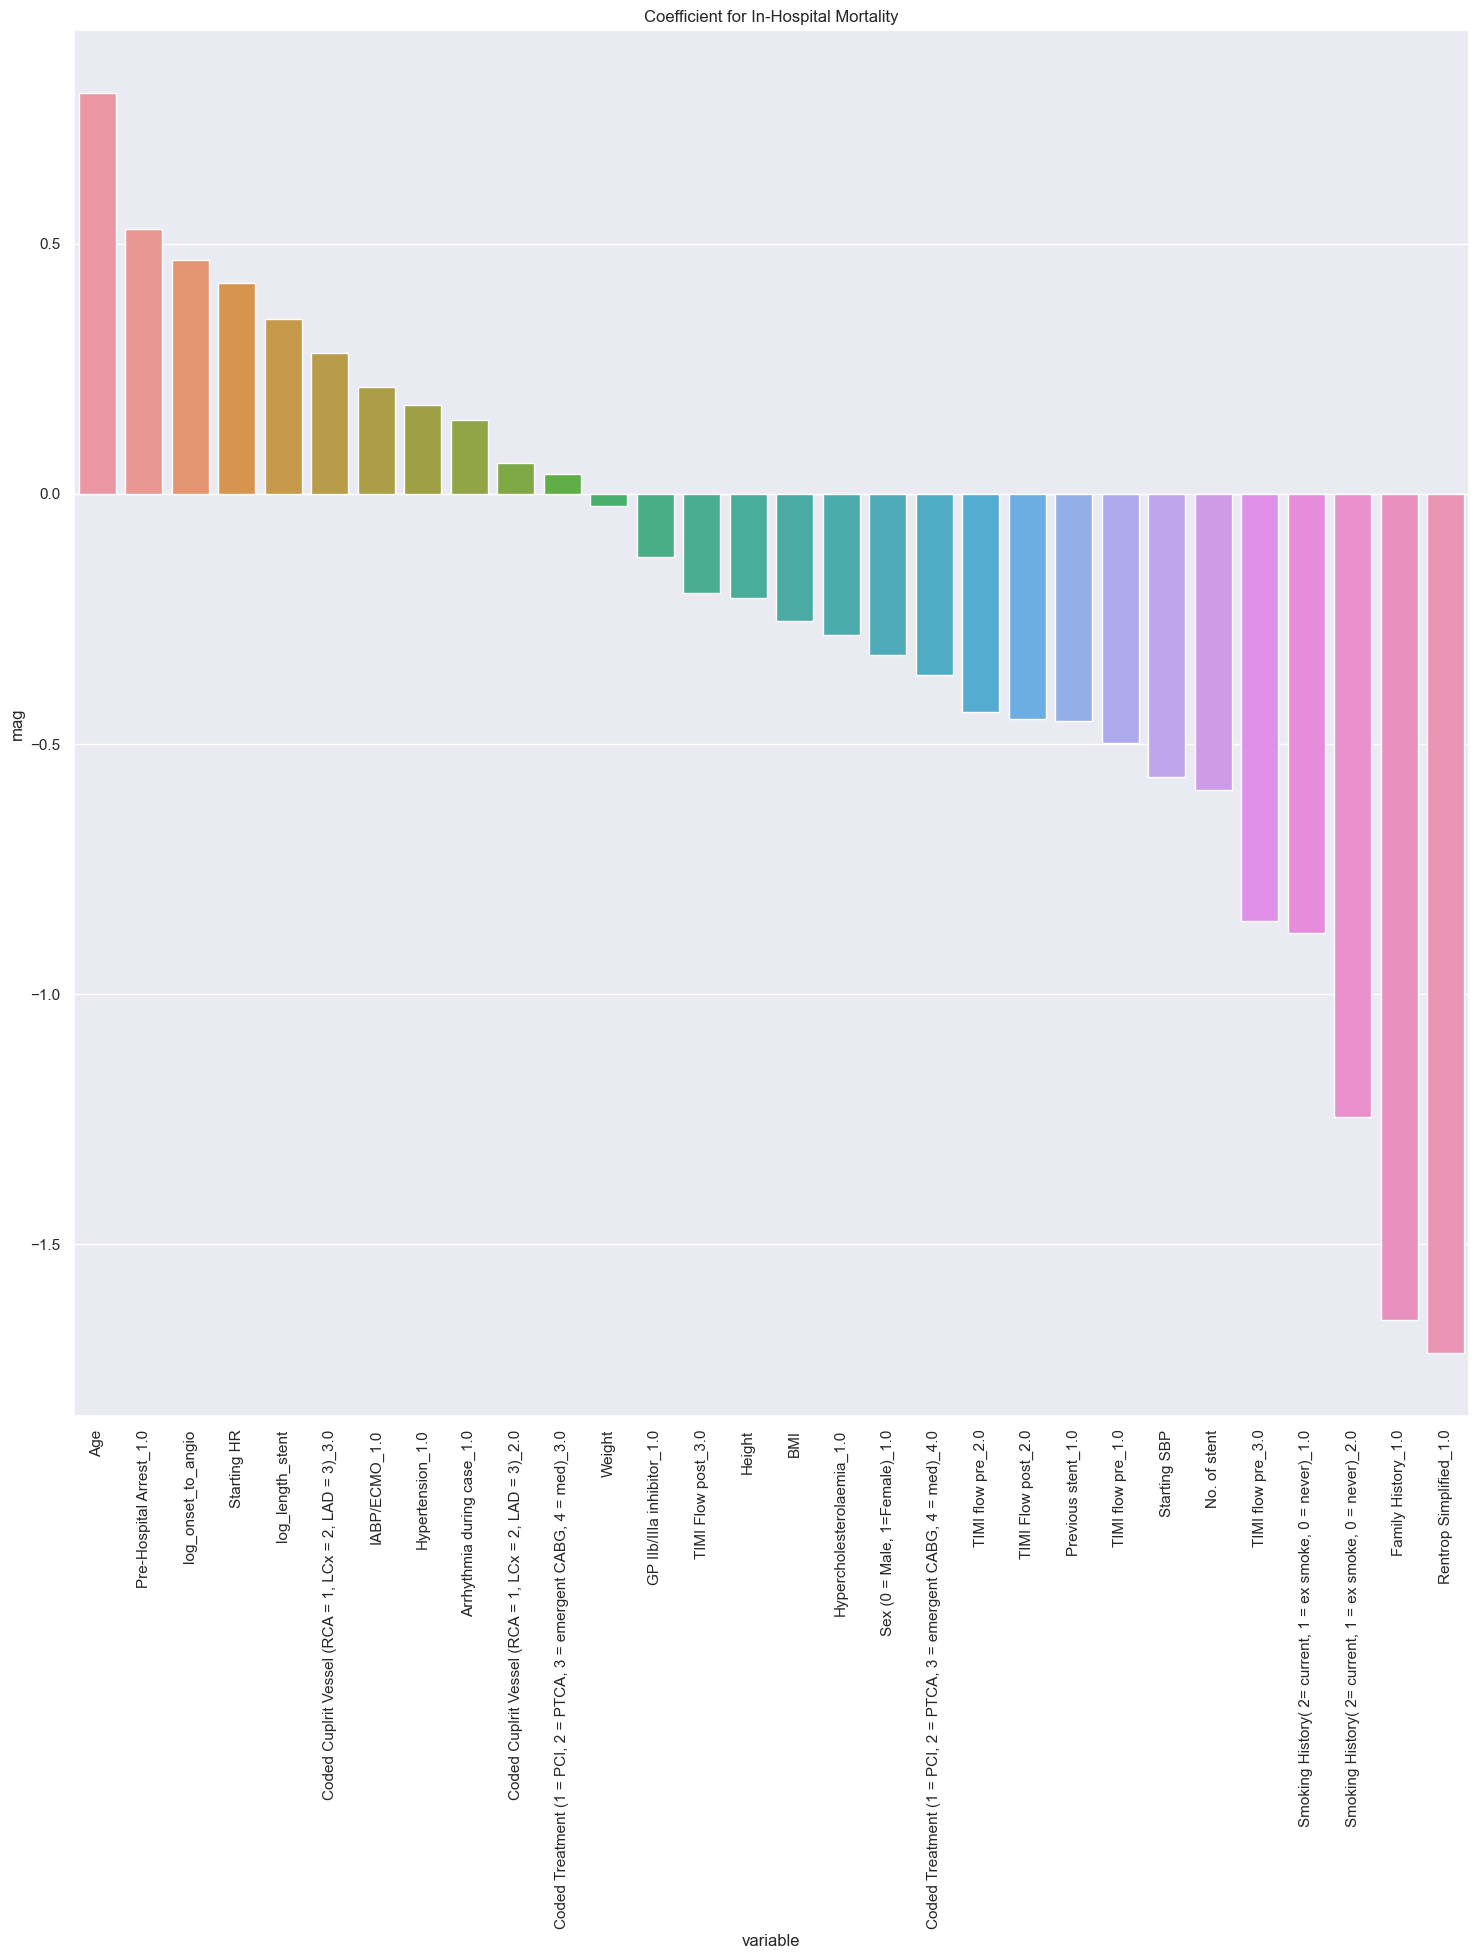 Coefficient for In-Hospital Mortality
mag
0.5
0.0
−0.5
−1.0
−1.5
Age
Pre-Hospital Arrest_1.0
log_onset_to_angio
Starting HR
log_length_stent
Coded Cuplrit Vessel (RCA = 1, LCx = 2, LAD = 3)_3.0
IABP/ECMO_1.0
Hypertension_1.0
Arrhythmia during case_1.0
Coded Cuplrit Vessel (RCA = 1, LCx = 2, LAD = 3)_2.0
Coded Treatment (1 = PCI, 2 = PTCA, 3 = emergent CABG, 4 = med)_3.0
Weight
GP IIb/IIIa inhibitor_1.0
TIMI Flow post_3.0
Height
BMI
Hypercholesterolaemia_1.0
Sex (0 = Male, 1=Female)_1.0
Coded Treatment (1 = PCI, 2 = PTCA, 3 = emergent CABG, 4 = med)_4.0
TIMI flow pre_2.0
TIMI Flow post_2.0
Previous stent_1.0
TIMI flow pre_1.0
Starting SBP
No. of stent
TIMI flow pre_3.0
Smoking History( 2= current, 1 = ex smoke, 0 = never)_1.0
Smoking History( 2= current, 1 = ex smoke, 0 = never)_2.0
Family History_1.0
Rentrop Simplified_1.0
variable